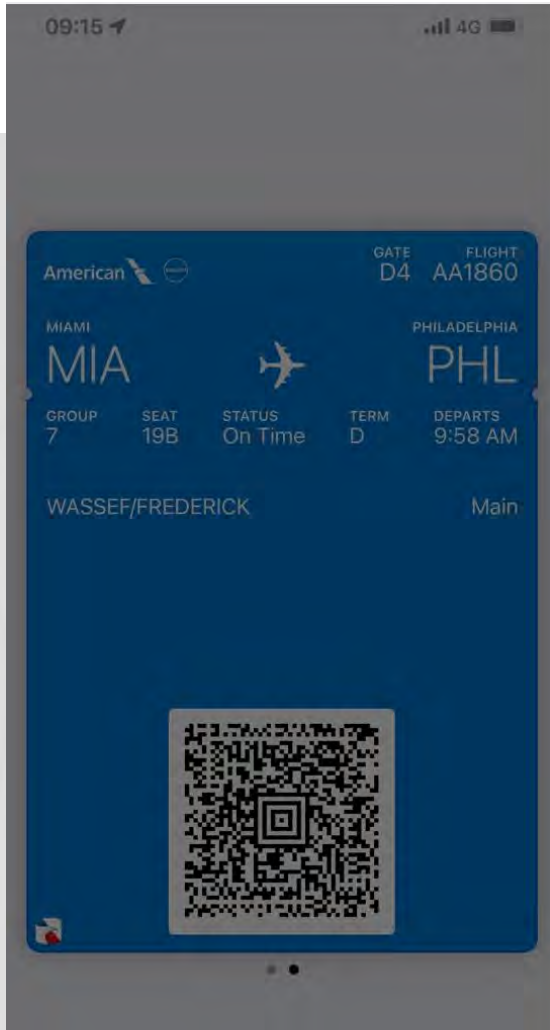 09:15 4G
American GATE FLIGHT
D4 AA1860
MIAMI PHILADELPHIA
MIA PHL
GROUP SEAT STATUS TERM DEPARTS
7 19B On Time D 9:58 AM
WASSEF/FREDERICK Main